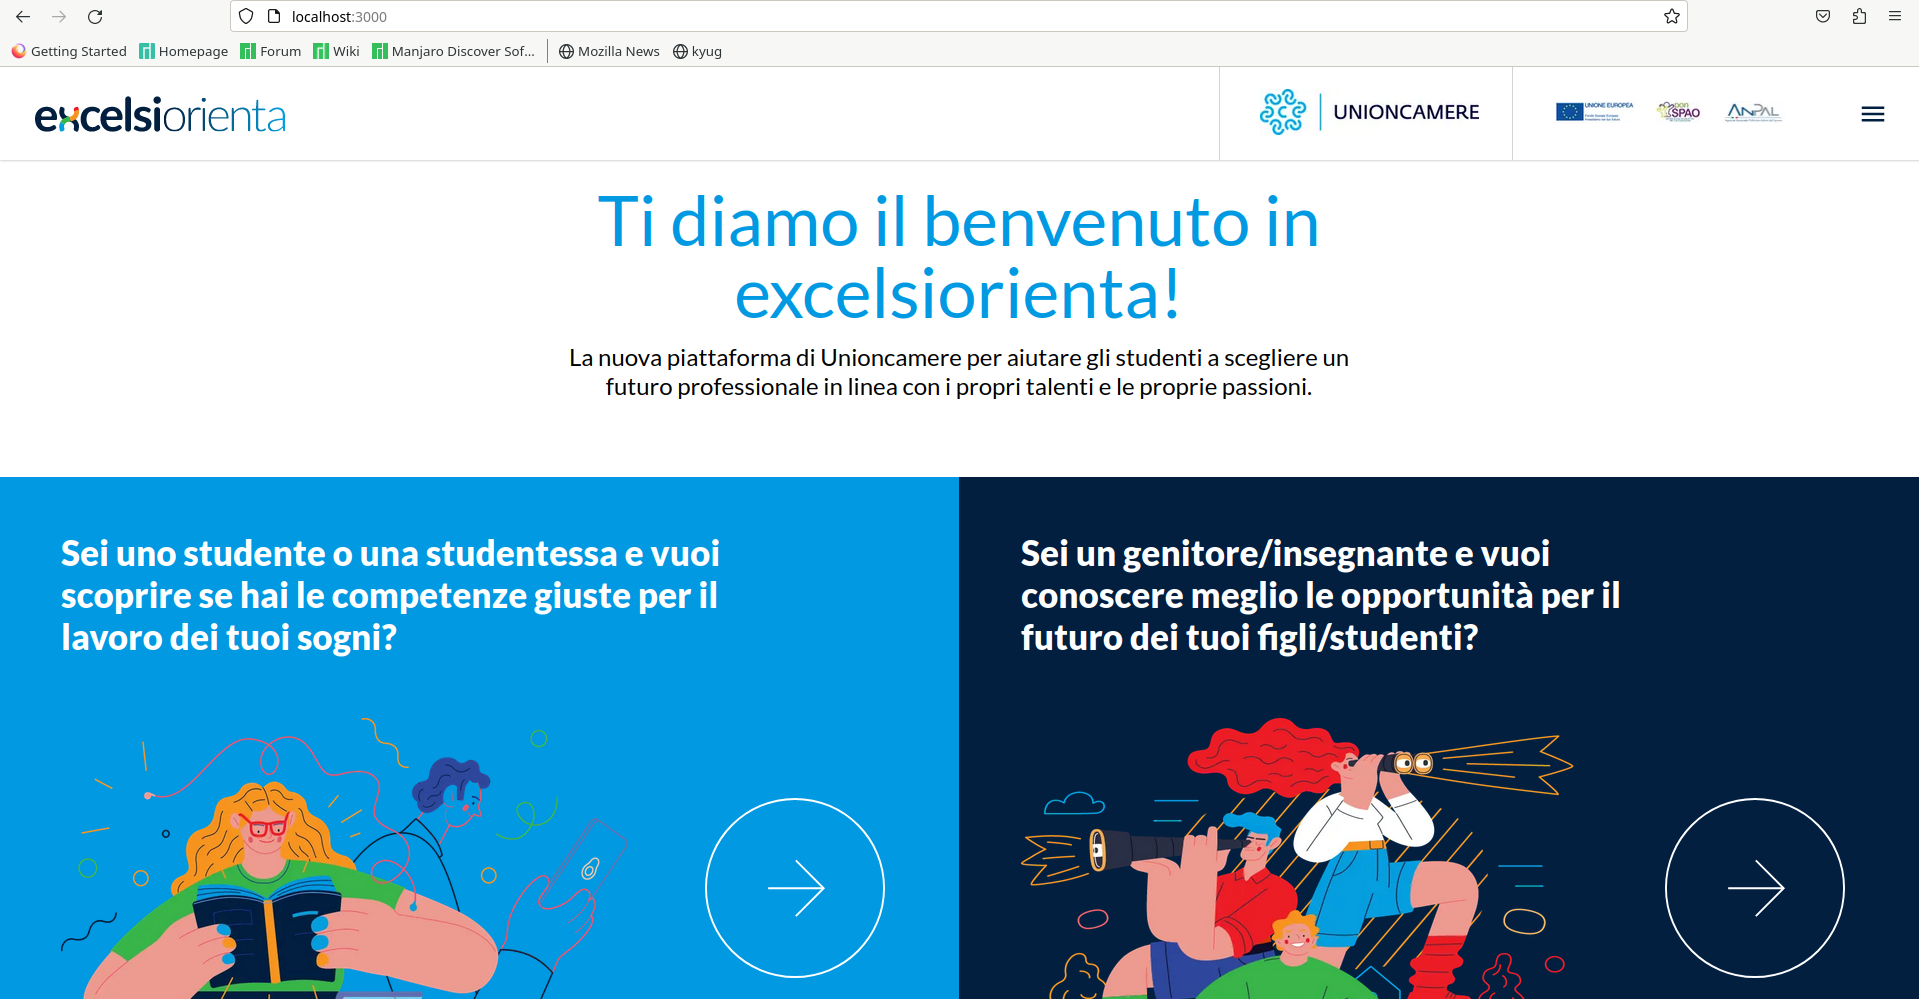 localhost:3000
Getting Started
Homepage
Forum
Wiki
Manjaro Discover Sof...
Mozilla News
kyug
excelsiorienta
UNIONCAMERE
UNIONE EUROPEA
pon
SPAO
ANPAL
Ti diamo il benvenuto in
excelsiorienta!
La nuova piattaforma di Unioncamere per aiutare gli studenti a scegliere un
futuro professionale in linea con i propri talenti e le proprie passioni.
Sei uno studente o una studentessa e vuoi
scoprire se hai le competenze giuste per il
lavoro dei tuoi sogni?
Sei un genitore/insegnante e vuoi
conoscere meglio le opportunità per il
futuro dei tuoi figli/studenti?